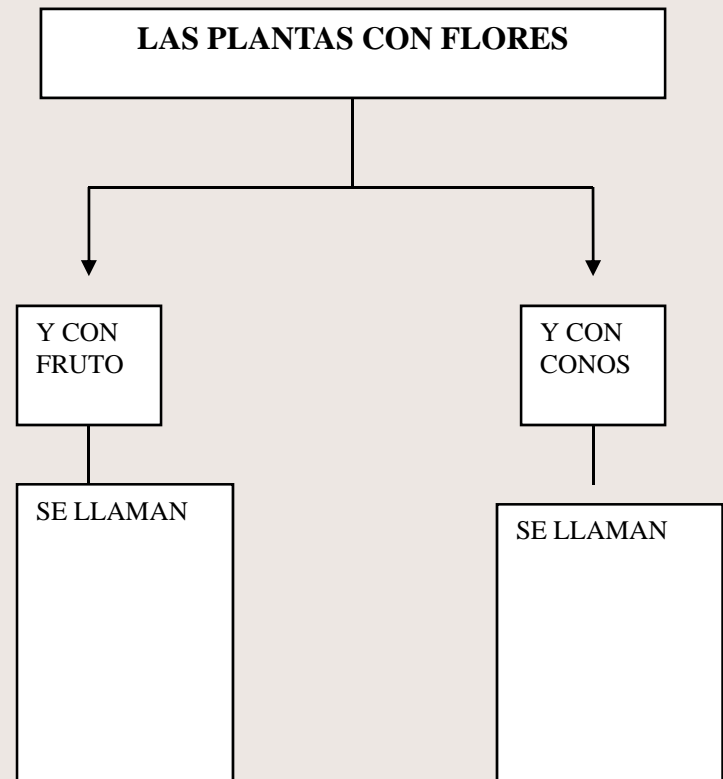 LAS PLANTAS CON FLORES
Y CON
FRUTO
Y CON
CONOS
SE LLAMAN
SE LLAMAN